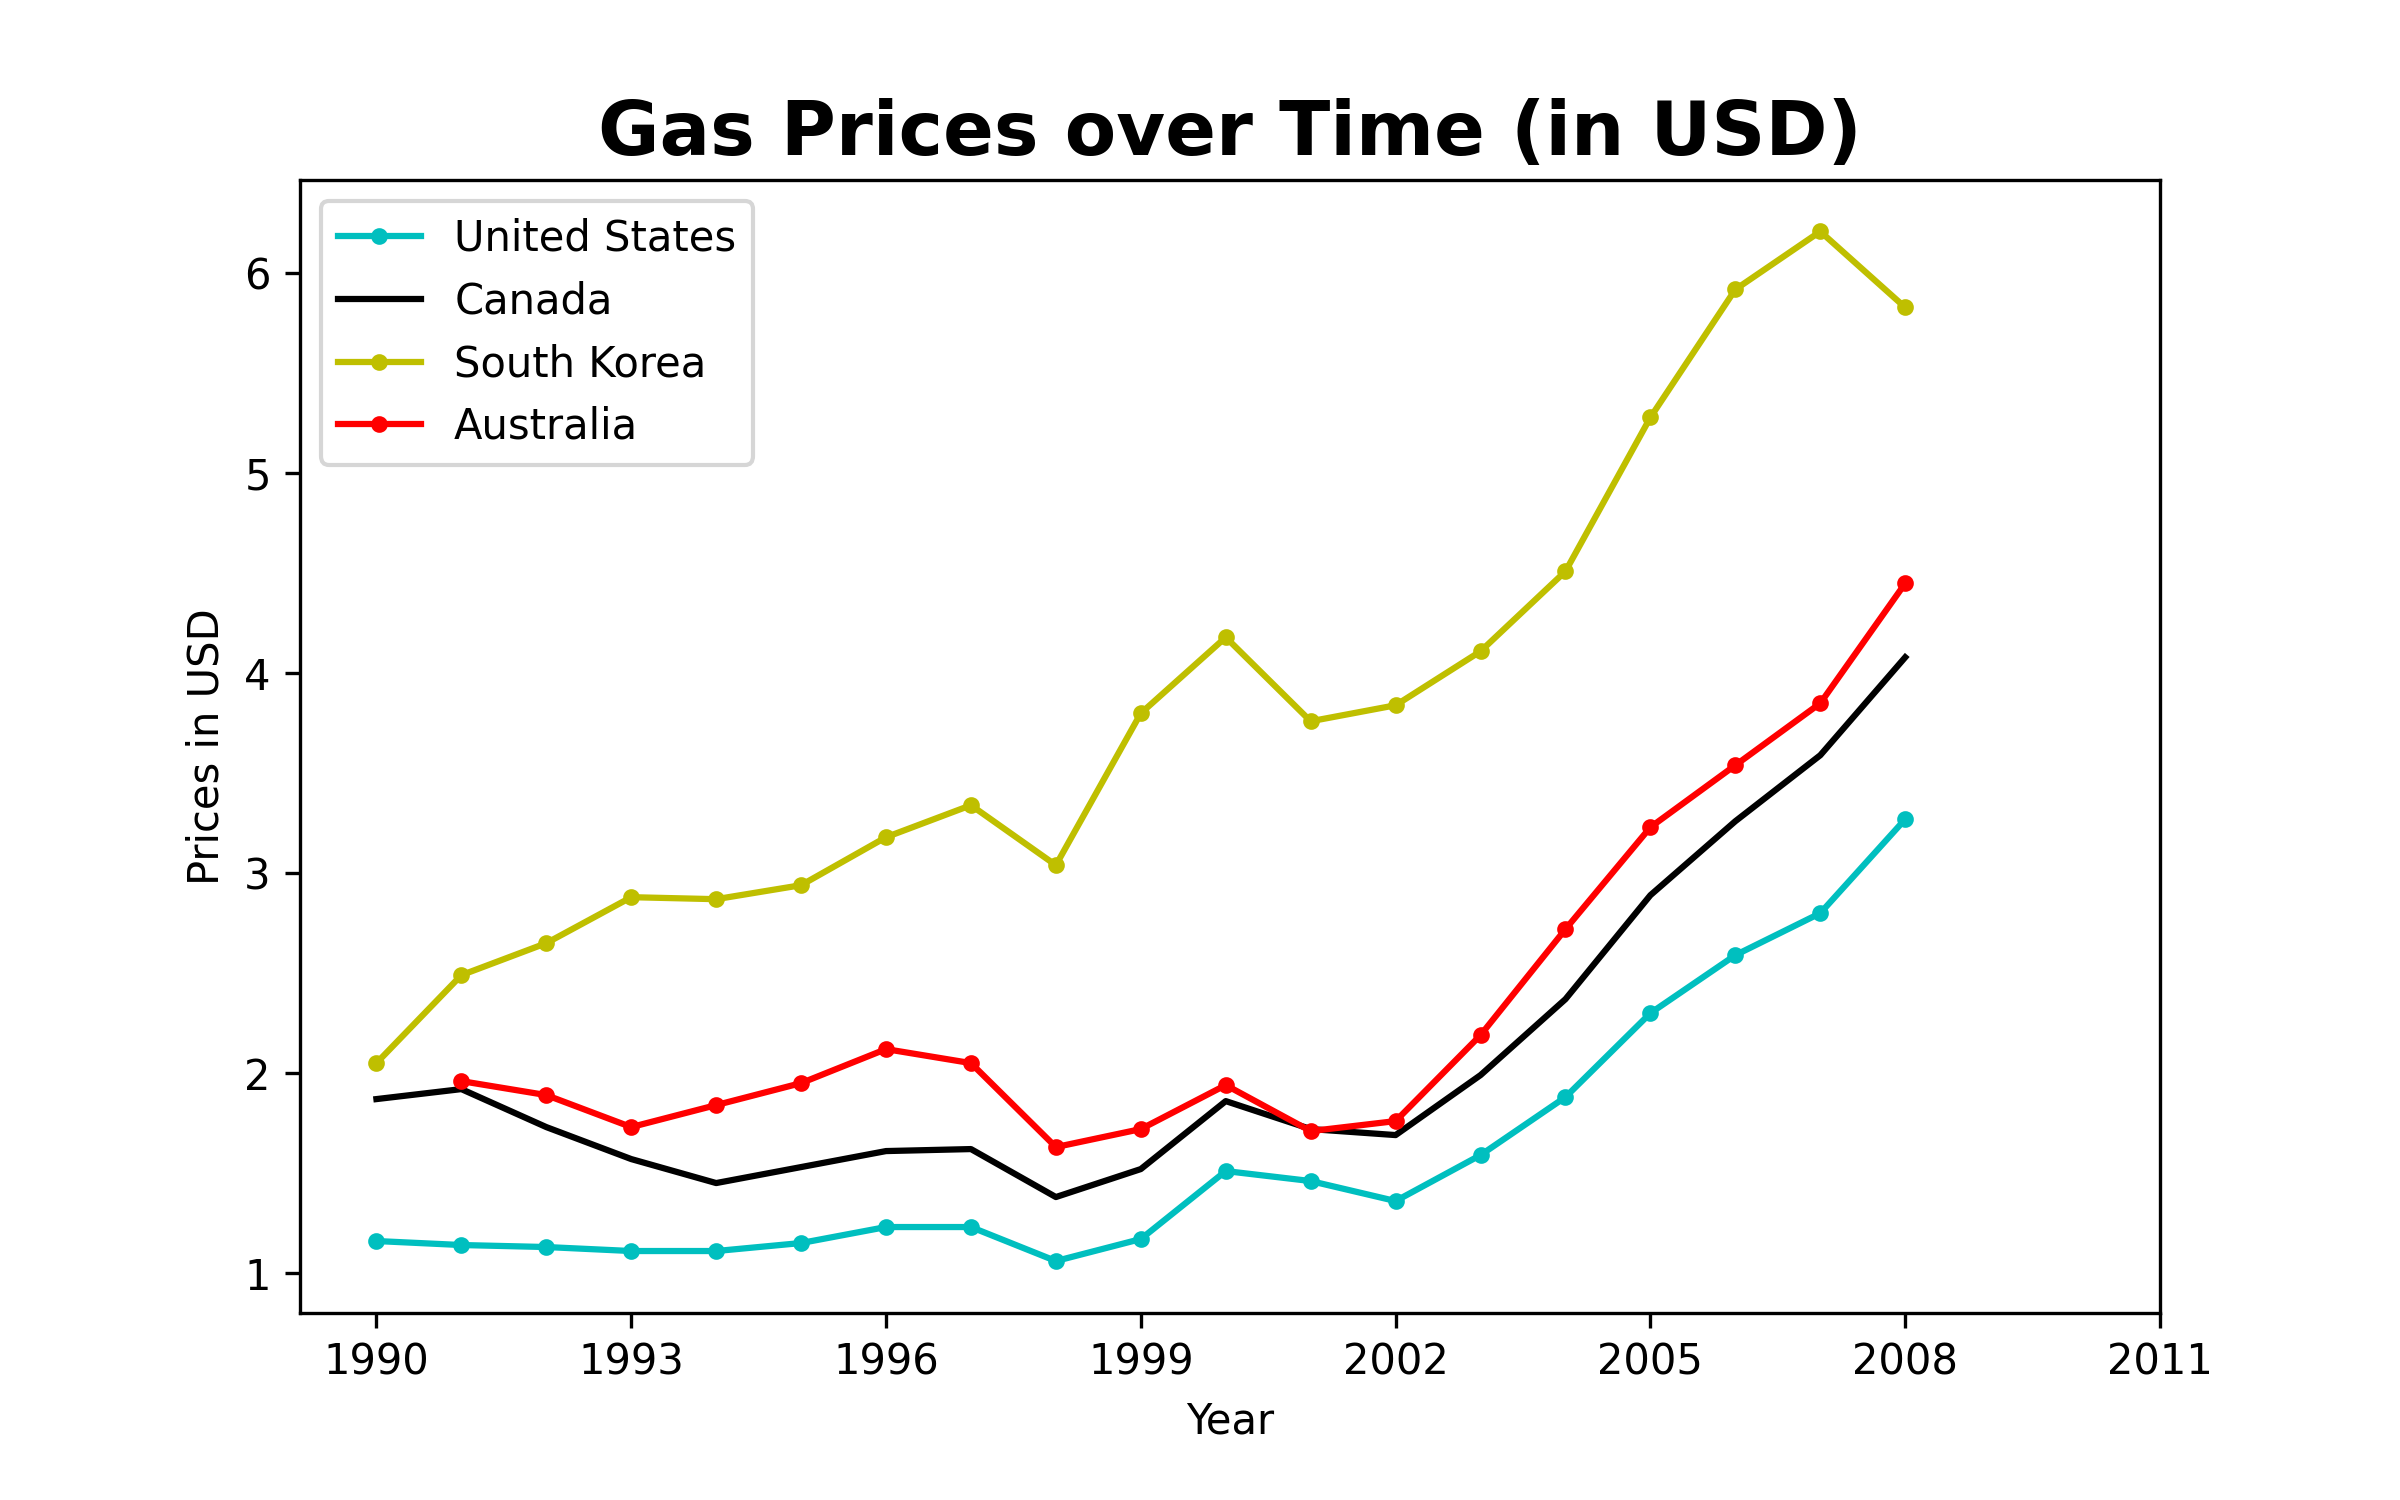 Gas Prices over Time (in USD)
United States
Canada
South Korea
Australia
6
5
4
3
2
1
Prices in USD
1990 1993 1996 1999 2002 2005 2008 2011
Year